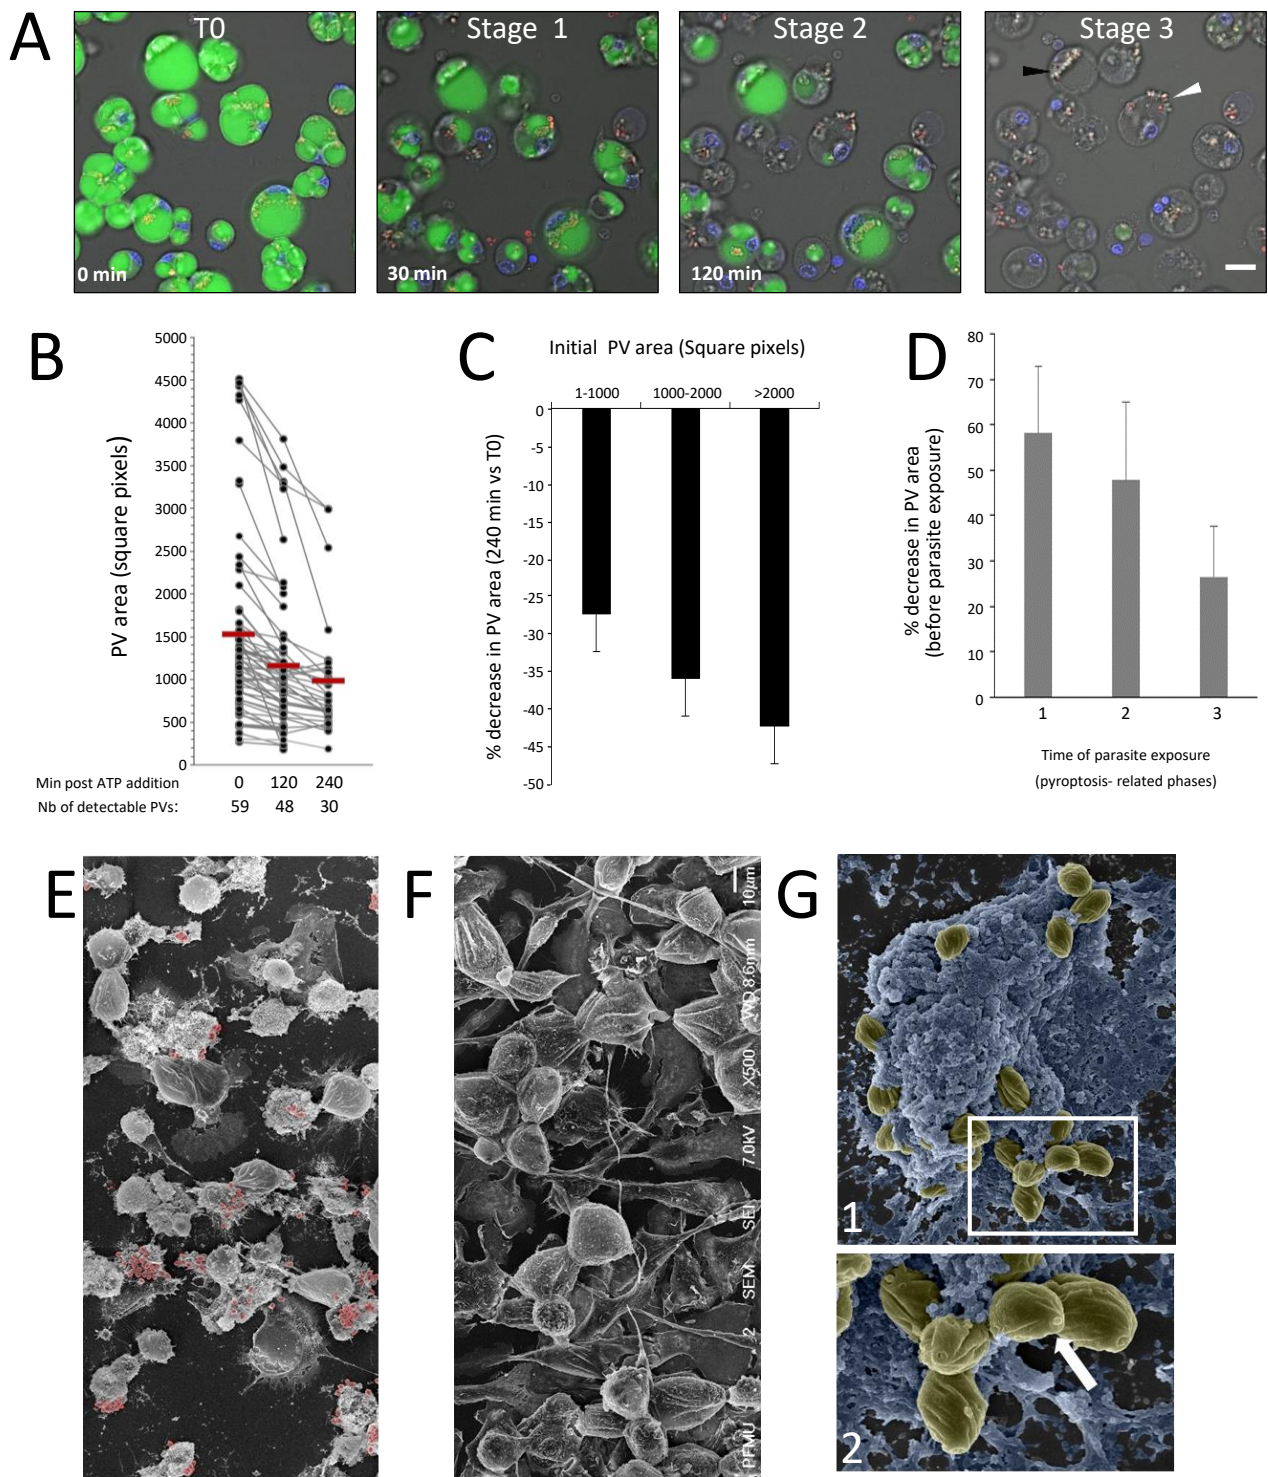 A
T0
Stage 1
Stage 2
Stage 3
0 min
30 min
120 min
B
PV area (square pixels)
5000
4500
4000
3500
3000
2500
2000
1500
1000
500
0
Min post ATP addition 0 120 240
Nb of detectable PVs: 59 48 30
C
Initial PV area (Square pixels)
1-1000 1000-2000 >2000
% decrease in PV area (240 min vs T0)
0
-5
-10
-15
-20
-25
-30
-35
-40
-45
-50
D
% decrease in PV area
(before parasite exposure)
80
70
60
50
40
30
20
10
0
1 2 3
Time of parasite exposure
(pyroptosis- related phases)
E
F
PFMU 2 SEM SEI 7.0kV X500 WD 8.6mm 10µm
G
1
2